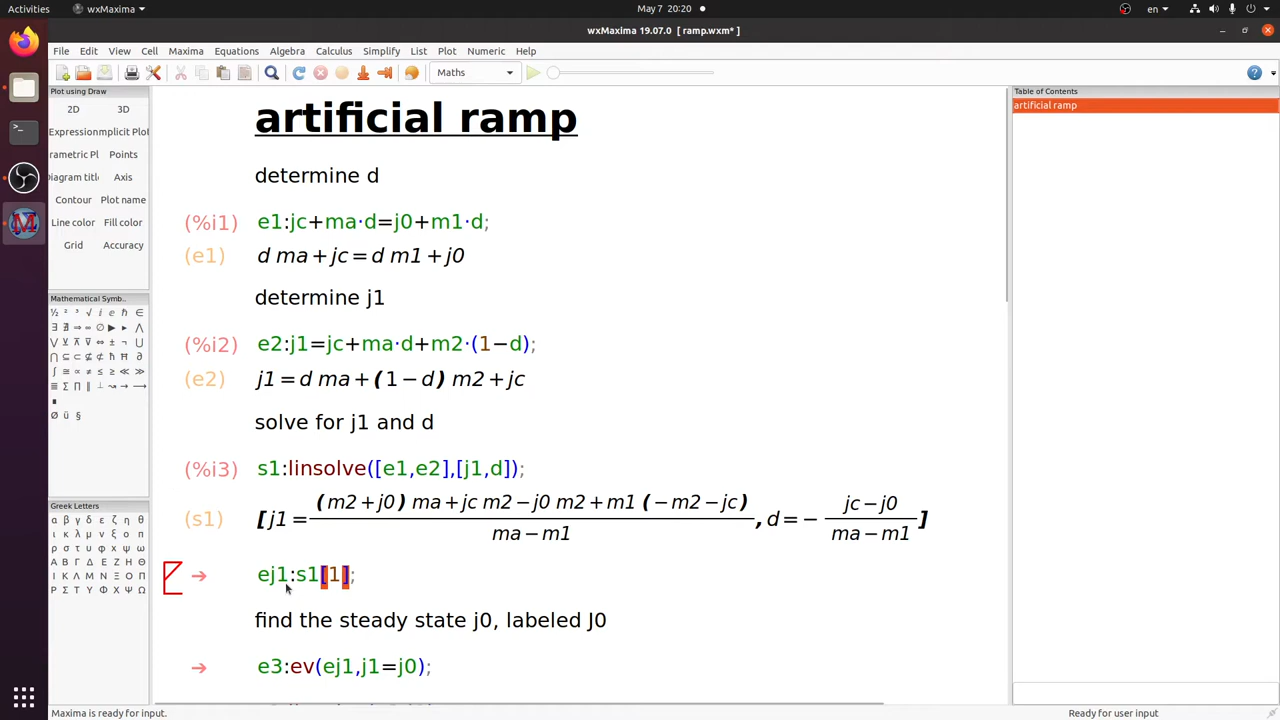 Activities wxMaxima May 7 20:20 en
wxMaxima 19.07.0 [ ramp.wxm* ]
File Edit View Cell Maxima Equations Algebra Calculus Simplify List Plot Numeric Help
Maths
Plot using Draw
2D 3D
Expression mplicit Plot
rametric Pl Points
Diagram title Axis
Contour Plot name
Line color Fill color
Grid Accuracy
Mathematical Symb..
½ ² ³ √ ⅈ ℯ ℏ ∈
∃ ∄ ⇒ ∞ ∅ ▶ ▸ ⋀
⋁ ⊻ ⊼ ⊽ ⇔ ± ¬ ⋃
⋂ ⊆ ⊂ ⊈ ⊄ ħ Ħ ∂
∫ ≅ ∝ ≠ ≤ ≥ ≪ ≫
≣ ∑ ∏ ∥ ⟂ ⇝ → ⟶
∎
Ø ü §
Greek Letters
α β γ δ ε ζ η θ
ι κ λ μ ν ξ ο π
ρ σ τ υ φ χ ψ ω
Α Β Γ Δ Ε Ζ Η Θ
Ι Κ Λ Μ Ν Ξ Ο Π
Ρ Σ Τ Υ Φ Χ Ψ Ω
artificial ramp
determine d
(%i1) e1:jc+ma·d=j0+m1·d;
(e1) d ma+jc=d m1+j0
determine j1
(%i2) e2:j1=jc+ma·d+m2·(1−d);
(e2) j1=d ma+(1−d) m2+jc
solve for j1 and d
(%i3) s1:linsolve([e1,e2],[j1,d]);
(m2+j0) ma+jc m2−j0 m2+m1 (−m2−jc) jc−j0
(s1) [j1= ,d=− ]
ma−m1 ma−m1
➔ ej1:s1[1];
find the steady state j0, labeled J0
➔ e3:ev(ej1,j1=j0);
Table of Contents
artificial ramp
Maxima is ready for input. Ready for user input